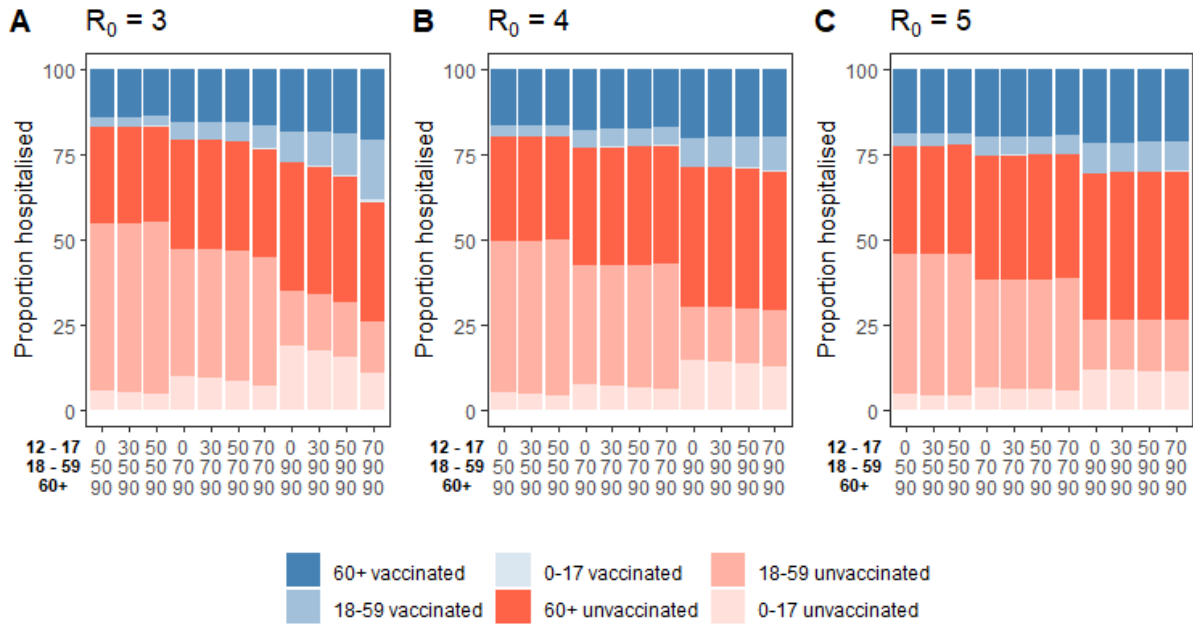 A R0 = 3
B R0 = 4
C R0 = 5
Proportion hospitalised
100
75
50
25
0
12 - 17 0 30 50 0 30 50 70 0 30 50 70
18 - 59 50 50 50 70 70 70 70 90 90 90 90
60+ 90 90 90 90 90 90 90 90 90 90 90
Proportion hospitalised
100
75
50
25
0
12 - 17 0 30 50 0 30 50 70 0 30 50 70
18 - 59 50 50 50 70 70 70 70 90 90 90 90
60+ 90 90 90 90 90 90 90 90 90 90 90
Proportion hospitalised
100
75
50
25
0
12 - 17 0 30 50 0 30 50 70 0 30 50 70
18 - 59 50 50 50 70 70 70 70 90 90 90 90
60+ 90 90 90 90 90 90 90 90 90 90 90
60+ vaccinated 0-17 vaccinated 18-59 unvaccinated
18-59 vaccinated 60+ unvaccinated 0-17 unvaccinated